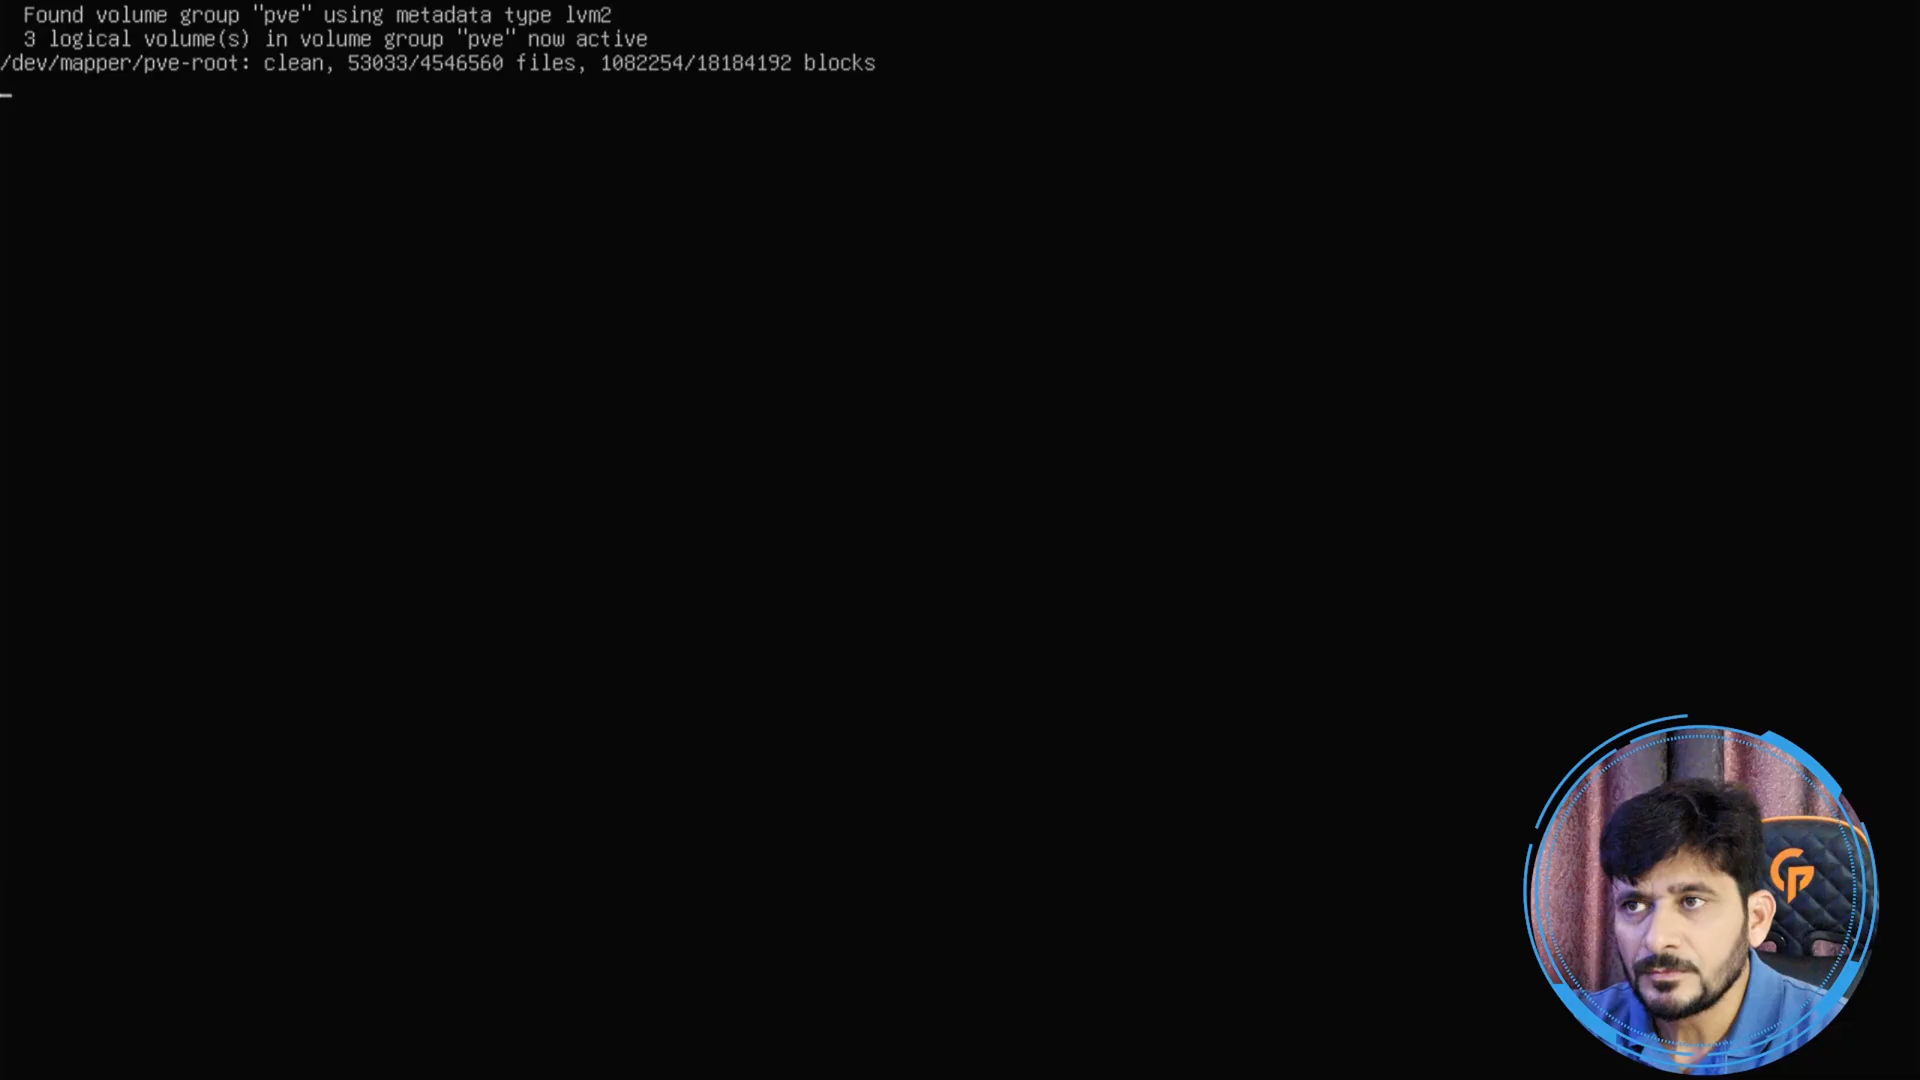 Found volume group "pve" using metadata type lvm2
3 logical volume(s) in volume group "pve" now active
/dev/mapper/pve-root: clean, 53033/4546560 files, 1082254/18184192 blocks